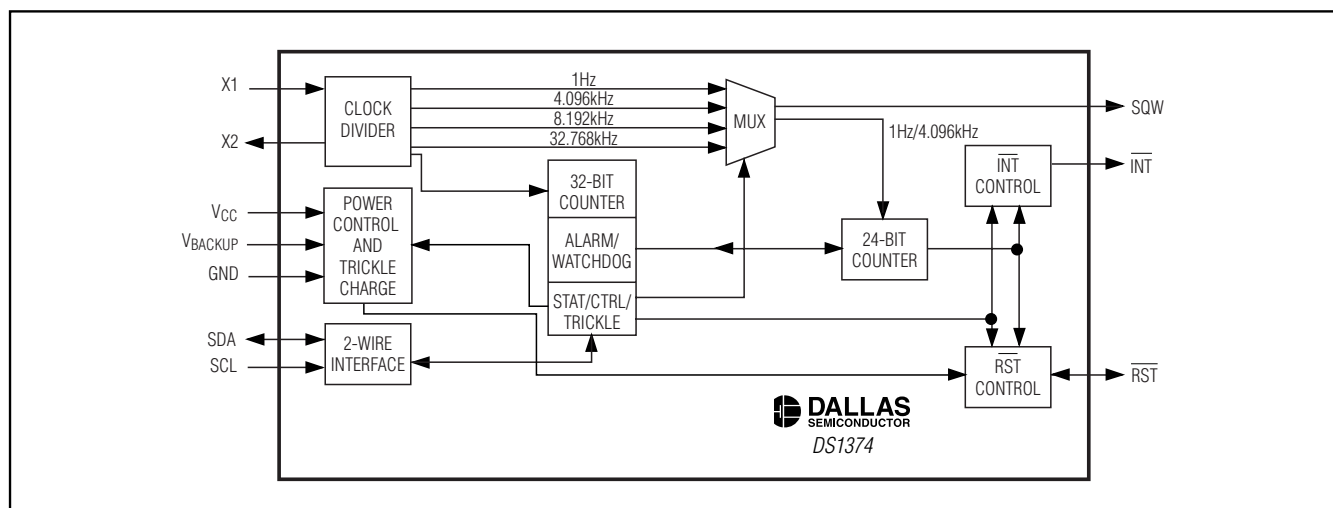 X1
X2
VCC
VBACKUP
GND
SDA
SCL
CLOCK
DIVIDER
1Hz
4.096kHz
8.192kHz
32.768kHz
MUX
1Hz/4.096kHz
SQW
POWER
CONTROL
AND
TRICKLE
CHARGE
32-BIT
COUNTER
ALARM/
WATCHDOG
STAT/CTRL/
TRICKLE
24-BIT
COUNTER
INT
CONTROL
INT
2-WIRE
INTERFACE
RST
CONTROL
RST
DALLAS
SEMICONDUCTOR
DS1374